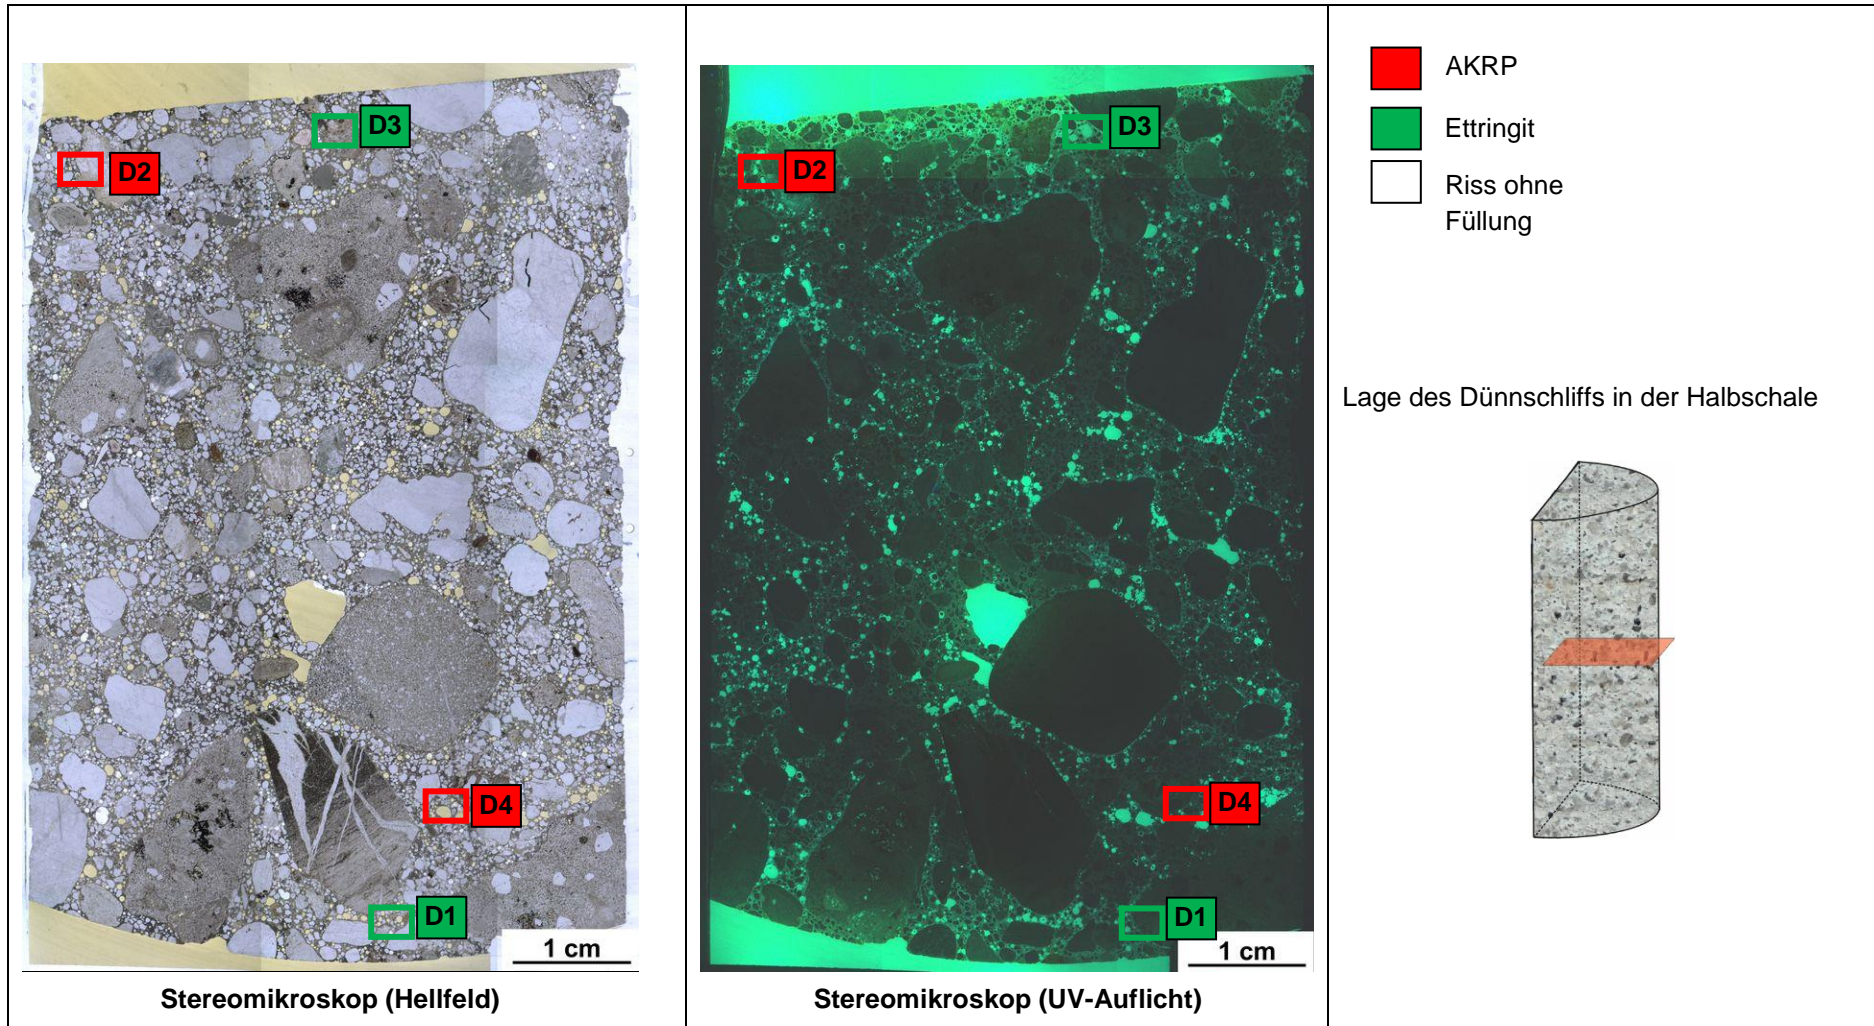 D3
D2
D4
D1
1 cm
Stereomikroskop (Hellfeld)
D3
D2
D4
D1
1 cm
Stereomikroskop (UV-Auflicht)
AKRP
Ettringit
Riss ohne
Füllung
Lage des Dünnschliffs in der Halbschale